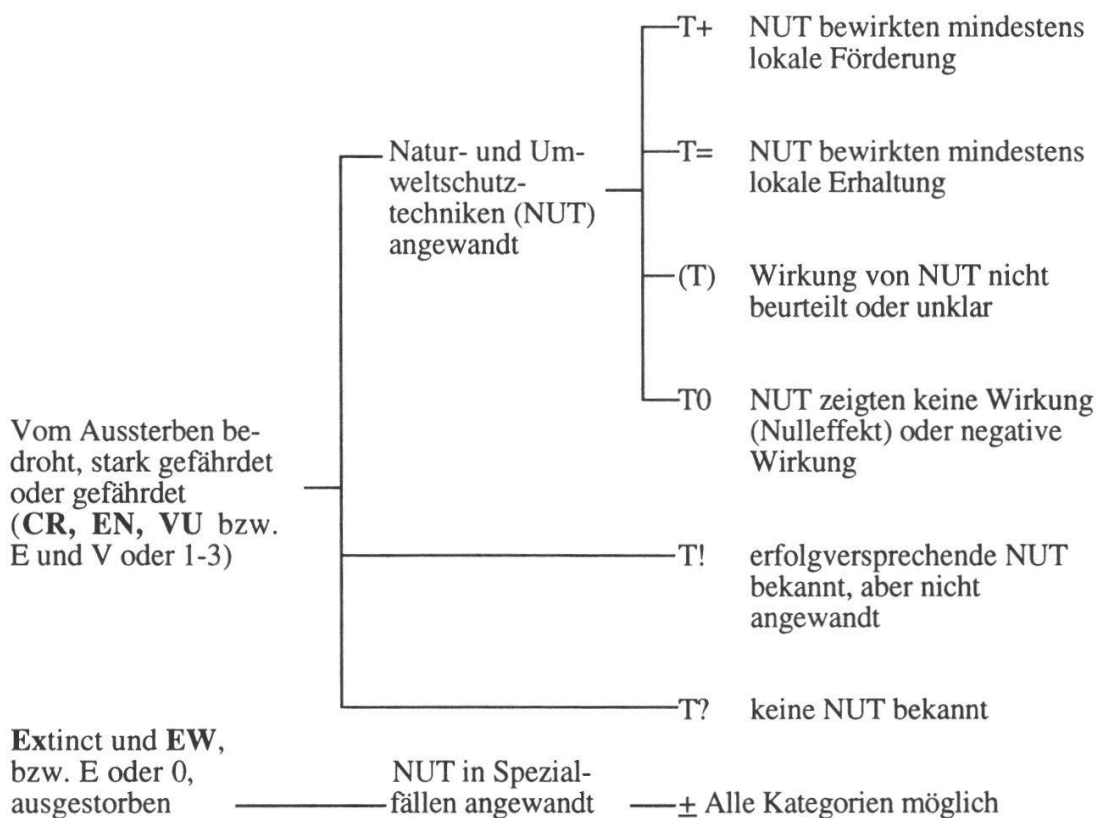 T+ NUT bewirkten mindestens
lokale Förderung
Natur- und Um-
weltschutz-
techniken (NUT)
angewandt
T= NUT bewirkten mindestens
lokale Erhaltung
(T) Wirkung von NUT nicht
beurteilt oder unklar
T0 NUT zeigten keine Wirkung
(Nulleffekt) oder negative
Wirkung
Vom Aussterben be-
droht, stark gefährdet
oder gefährdet
(CR, EN, VU bzw.
E und V oder 1-3)
T! erfolgversprechende NUT
bekannt, aber nicht
angewandt
T? keine NUT bekannt
Extinct und EW,
bzw. E oder 0,
ausgestorben
NUT in Spezial-
fällen angewandt
± Alle Kategorien möglich